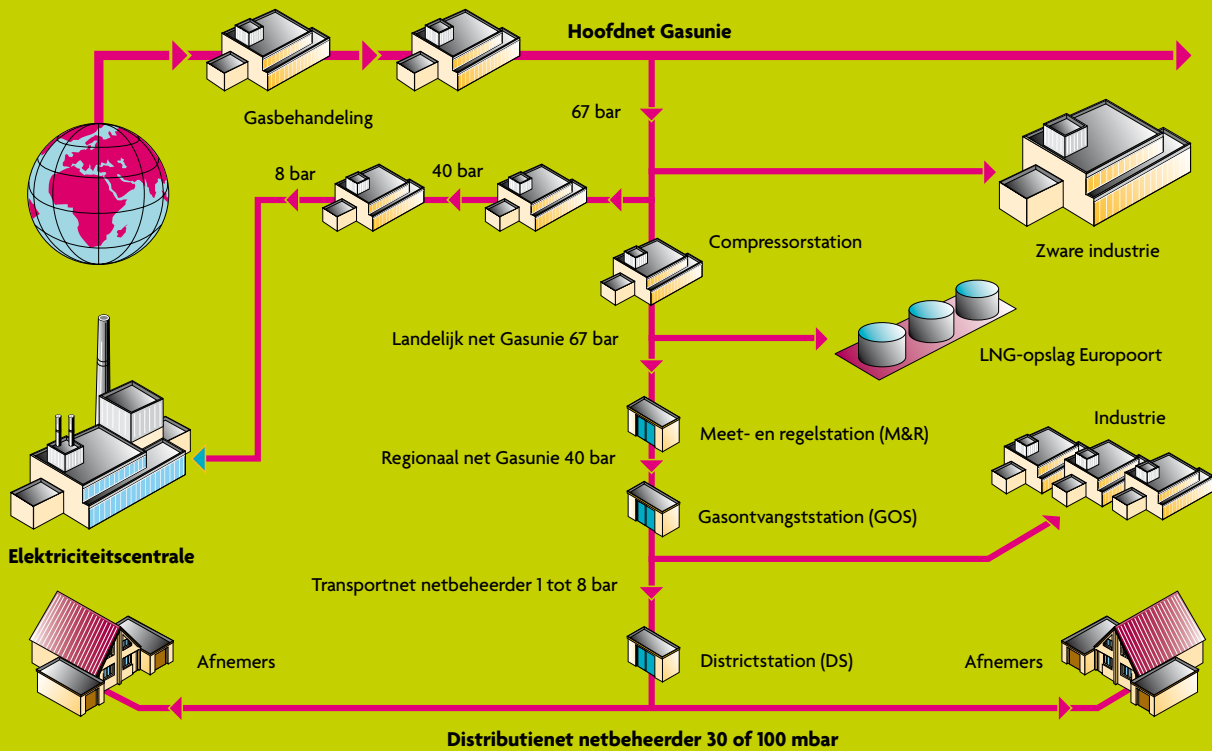 Hoofdnet Gasunie
Gasbehandeling
67 bar
8 bar
40 bar
Compressorstation
Zware industrie
Landelijk net Gasunie 67 bar
LNG-opslag Europoort
Industrie
Meet- en regelstation (M&R)
Regionaal net Gasunie 40 bar
Gasontvangststation (GOS)
Elektriciteitscentrale
Transportnet netbeheerder 1 tot 8 bar
Afnemers
Districtstation (DS)
Afnemers
Distributienet netbeheerder 30 of 100 mbar